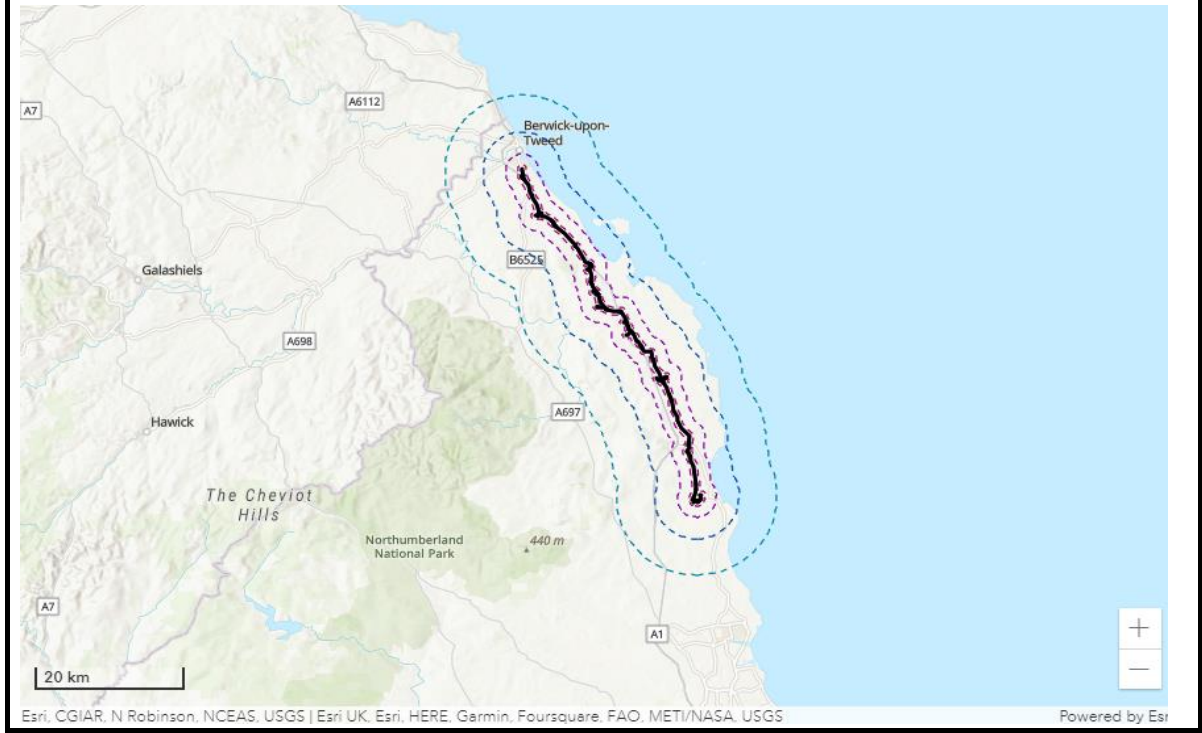 A7
A6112
Berwick-upon-
Tweed
B6525
Galashiels
A698
A697
Hawick
The Cheviot
Hills
Northumberland
National Park
440 m
A7
A1
20 km
+
−
Esri, CGIAR, N Robinson, NCEAS, USGS | Esri UK, Esri, HERE, Garmin, Foursquare, FAO, METI/NASA, USGS
Powered by Esr